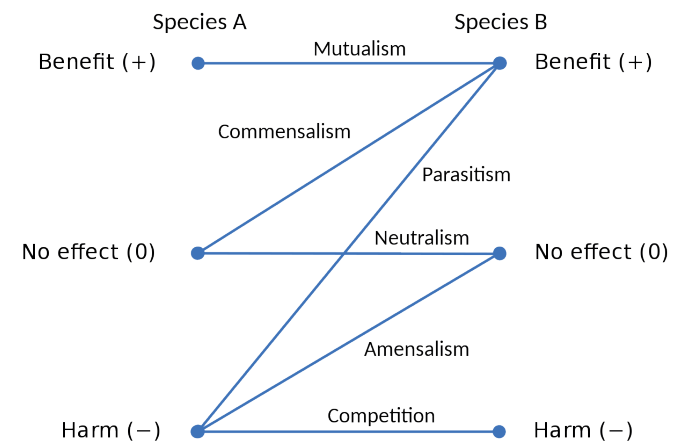 Species A
Species B
Mutualism
Benefit (+)
Benefit (+)
Commensalism
Parasitism
Neutralism
No effect (0)
No effect (0)
Amensalism
Competition
Harm (−)
Harm (−)